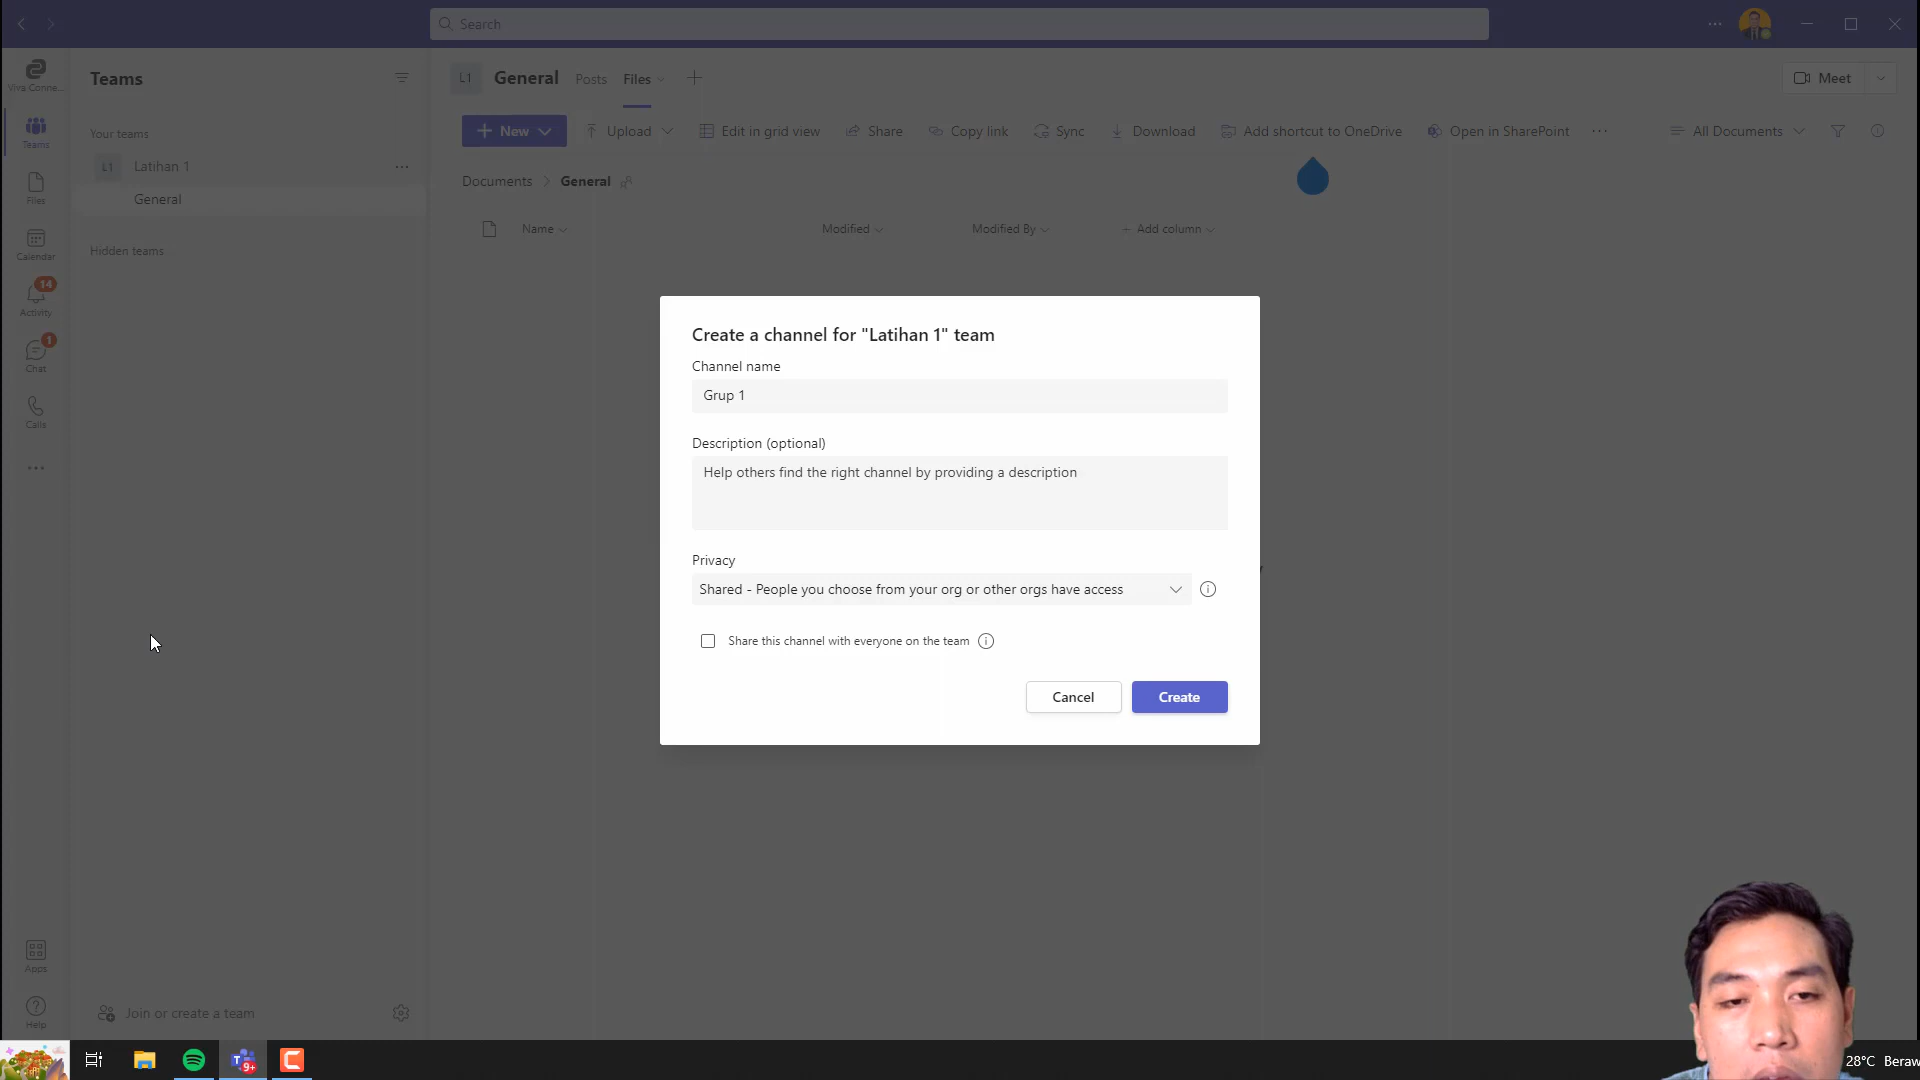 Search
Viva Conne...
Teams
Files
Calendar
14
Activity
1
Chat
Calls
Apps
Help
Teams
Your teams
L1 Latihan 1
General
Hidden teams
Join or create a team
L1 General Posts Files
Meet
New Upload Edit in grid view Share Copy link Sync Download Add shortcut to OneDrive Open in SharePoint All Documents
Documents General
Name Modified Modified By Add column
Create a channel for "Latihan 1" team
Channel name
Grup 1
Description (optional)
Help others find the right channel by providing a description
Privacy
Shared - People you choose from your org or other orgs have access
Share this channel with everyone on the team
Cancel Create
9+
28°C Beraw